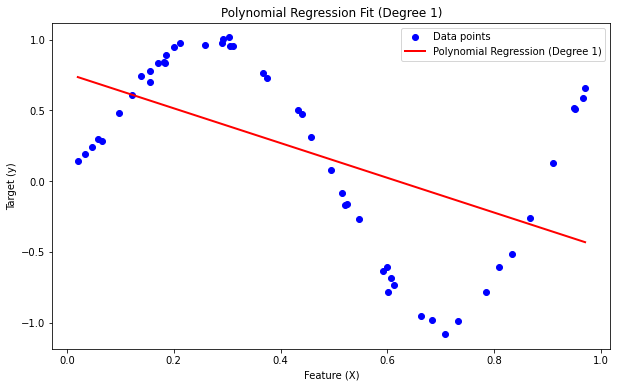 Polynomial Regression Fit (Degree 1)
Data points
Polynomial Regression (Degree 1)
1.0
0.5
0.0
−0.5
−1.0
Target (y)
0.0 0.2 0.4 0.6 0.8 1.0
Feature (X)